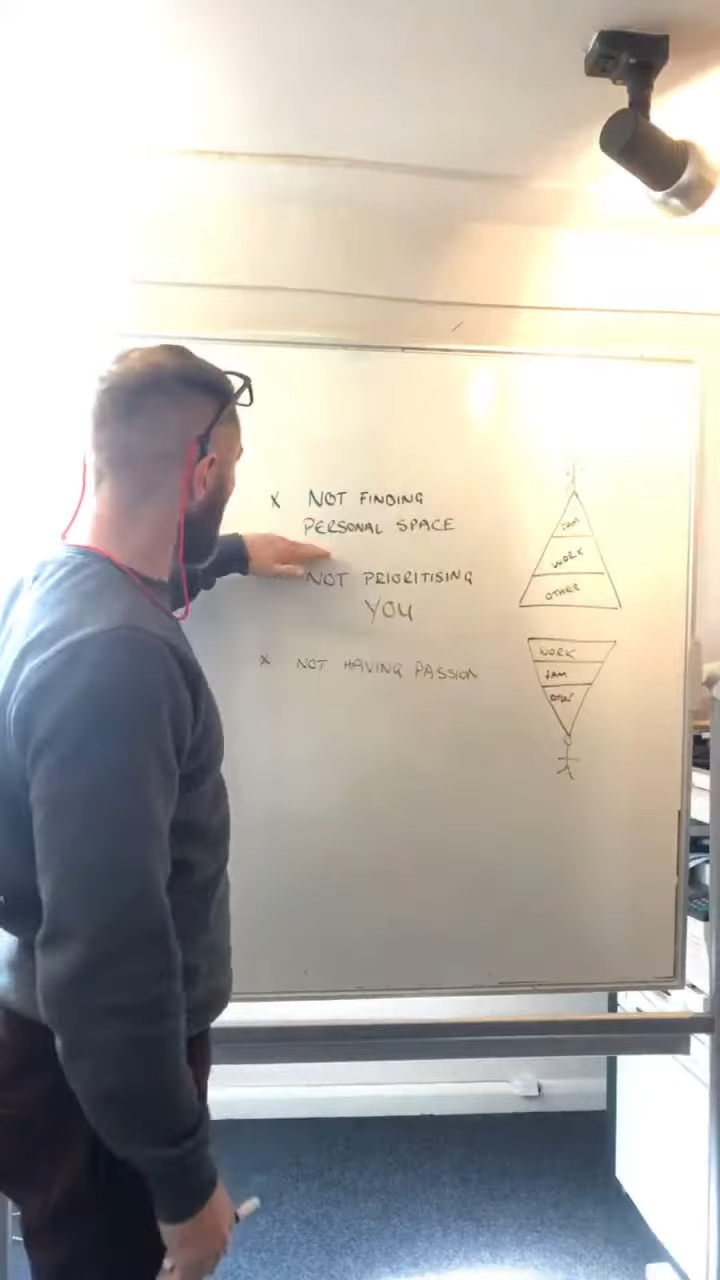 X NOT FINDING
PERSONAL SPACE
NOT PRIORITISING
YOU
X NOT HAVING PASSION
FAM
WORK
OTHER
WORK
FAM
OTHER